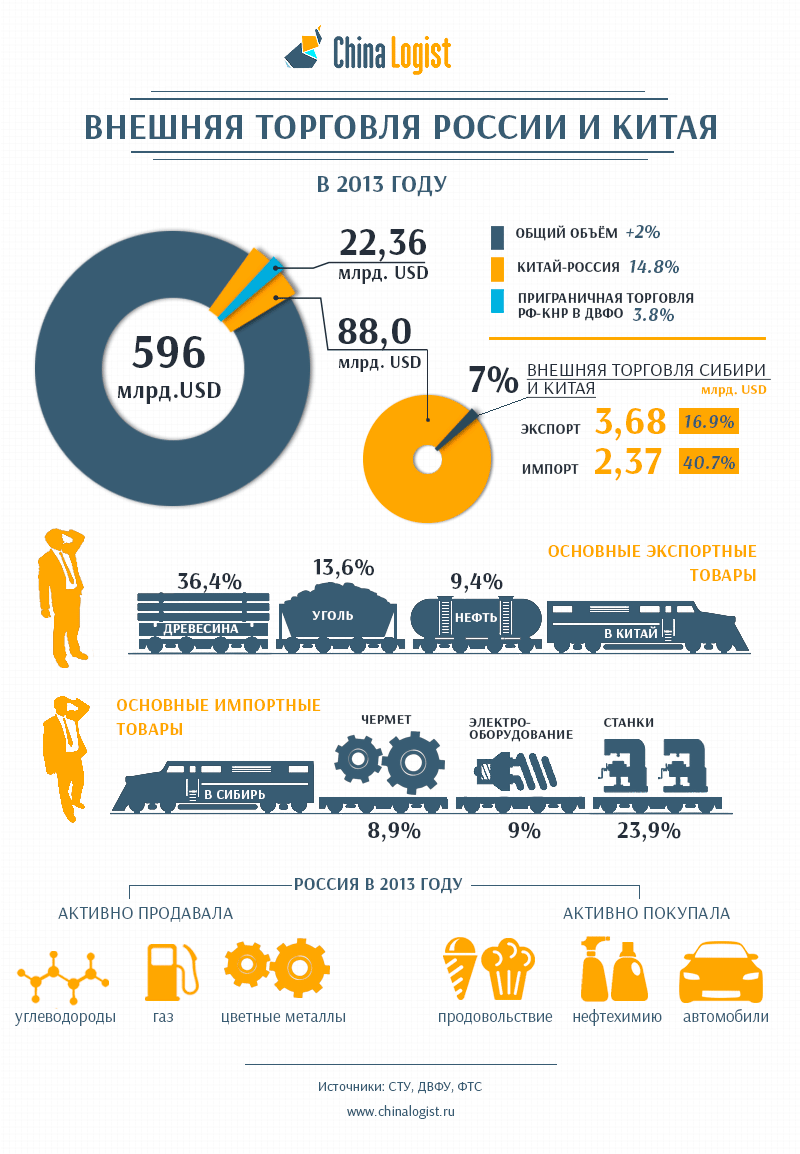 China Logist
ВНЕШНЯЯ ТОРГОВЛЯ РОССИИ И КИТАЯ
В 2013 ГОДУ
596
млрд.USD
22,36
млрд. USD
88,0
млрд. USD
ОБЩИЙ ОБЪЁМ +2%
КИТАЙ-РОССИЯ 14.8%
ПРИГРАНИЧНАЯ ТОРГОВЛЯ
РФ-КНР В ДВФО 3.8%
7% ВНЕШНЯЯ ТОРГОВЛЯ СИБИРИ
И КИТАЯ
млрд. USD
ЭКСПОРТ 3,68 16.9%
ИМПОРТ 2,37 40.7%
ОСНОВНЫЕ ЭКСПОРТНЫЕ
ТОВАРЫ
36,4%
13,6%
9,4%
ДРЕВЕСИНА
УГОЛЬ
НЕФТЬ
В КИТАЙ
ОСНОВНЫЕ ИМПОРТНЫЕ
ТОВАРЫ
ЧЕРМЕТ
ЭЛЕКТРО-
ОБОРУДОВАНИЕ
СТАНКИ
В СИБИРЬ
8,9%
9%
23,9%
РОССИЯ В 2013 ГОДУ
АКТИВНО ПРОДАВАЛА
АКТИВНО ПОКУПАЛА
углеводороды
газ
цветные металлы
продовольствие
нефтехимию
автомобили
Источники: СТУ, ДВФУ, ФТС
www.chinalogist.ru